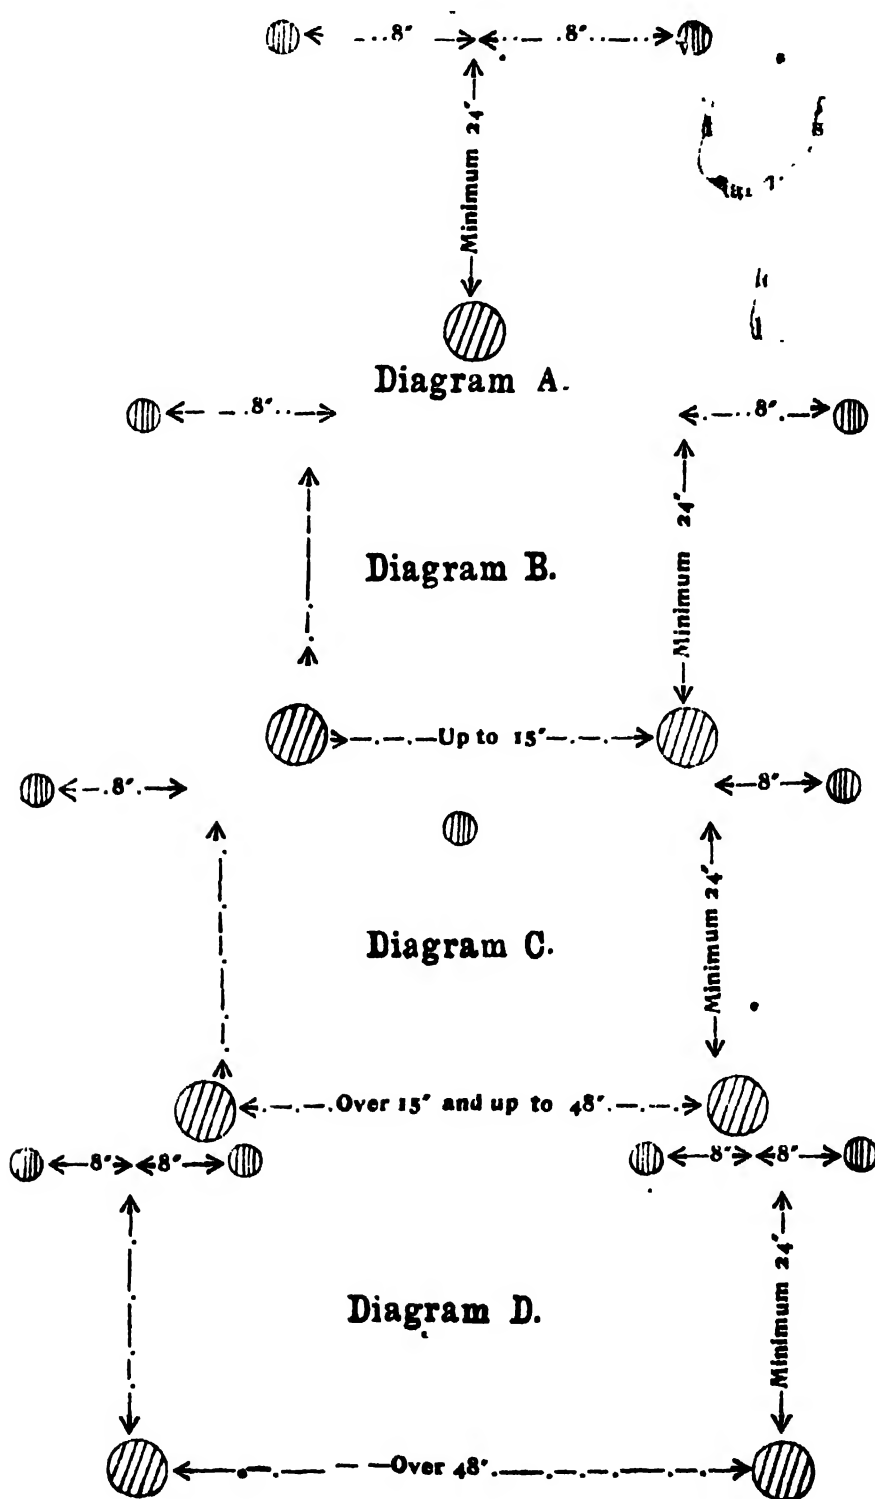 8″ 8″
Minimum 24″
Diagram A.
8″ 8″
Minimum 24″
Diagram B.
Up to 15″
8″ 8″
Minimum 24″
Diagram C.
Over 15″ and up to 48″.
8″ 8″ 8″ 8″
Minimum 24″
Diagram D.
Over 48″.